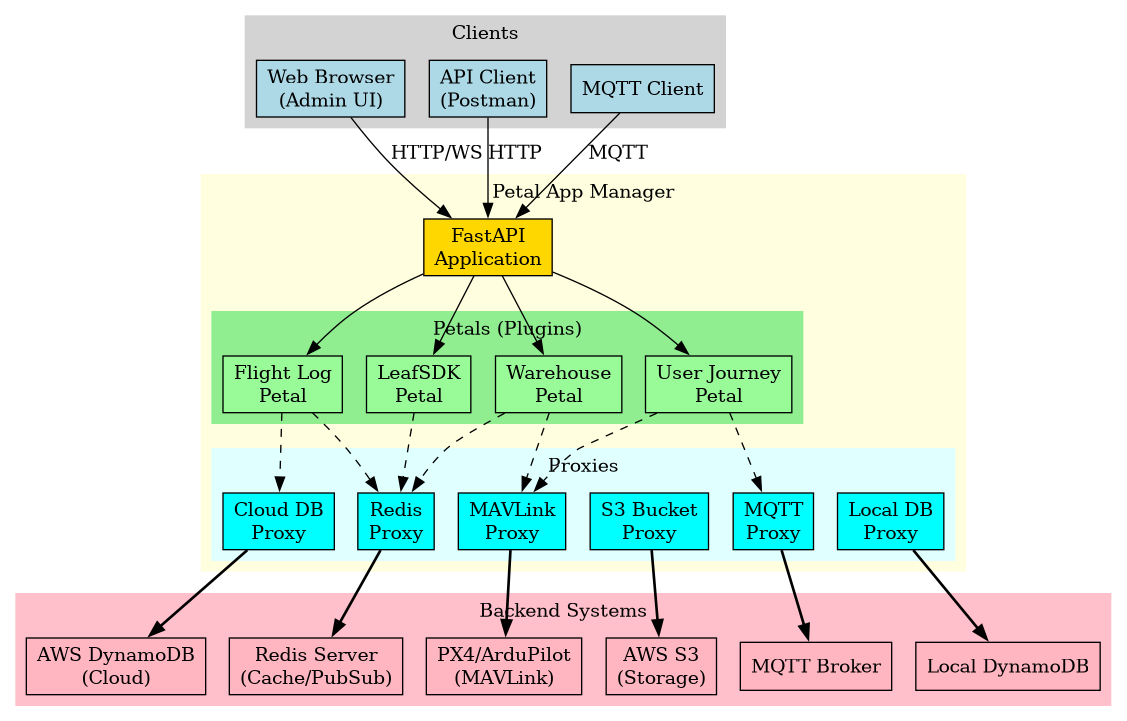 Clients
Web Browser
(Admin UI)
API Client
(Postman)
MQTT Client
HTTP/WS
HTTP
MQTT
Petal App Manager
FastAPI
Application
Petals (Plugins)
Flight Log
Petal
LeafSDK
Petal
Warehouse
Petal
User Journey
Petal
Proxies
Cloud DB
Proxy
Redis
Proxy
MAVLink
Proxy
S3 Bucket
Proxy
MQTT
Proxy
Local DB
Proxy
Backend Systems
AWS DynamoDB
(Cloud)
Redis Server
(Cache/PubSub)
PX4/ArduPilot
(MAVLink)
AWS S3
(Storage)
MQTT Broker
Local DynamoDB